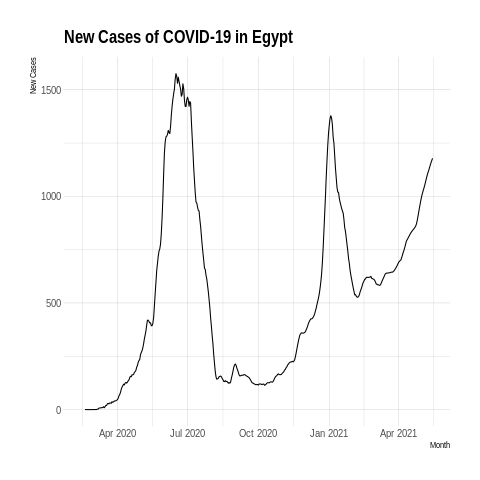 New Cases of COVID-19 in Egypt
New Cases
1500
1000
500
0
Apr 2020 Jul 2020 Oct 2020 Jan 2021 Apr 2021
Month